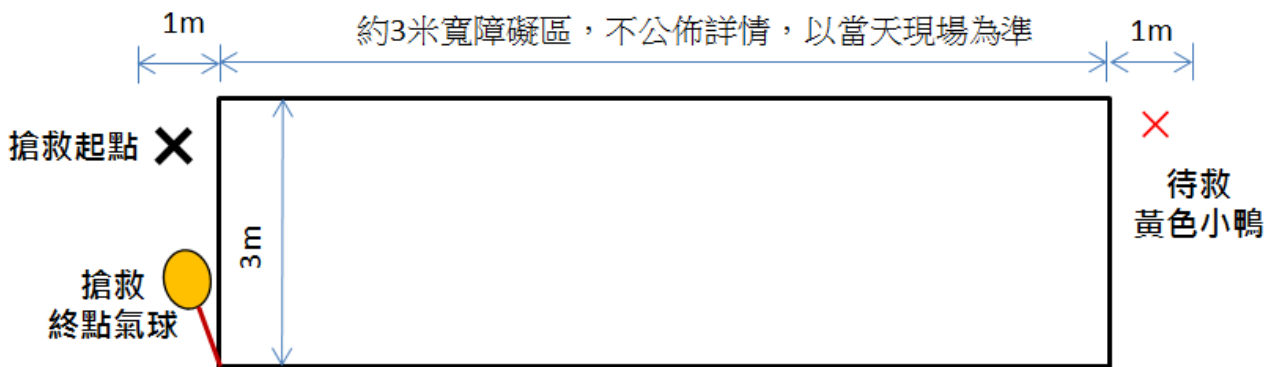 1m
約3米寬障礙區，不公佈詳情，以當天現場為準
1m
搶救起點
待救
黃色小鴨
3m
搶救
終點氣球